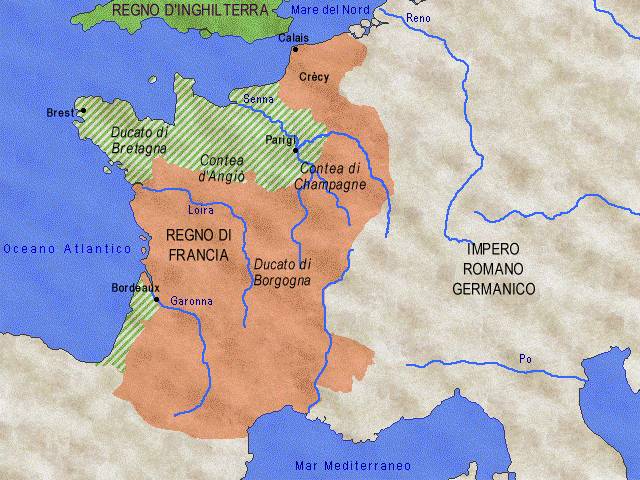 REGNO D'INGHILTERRA
Mare del Nord
Reno
Calais
Crècy
Senna
Brest
Ducato di
Bretagna
Parigi
Contea
d'Angiò
Contea di
Champagne
Loira
REGNO DI
FRANCIA
Oceano Atlantico
IMPERO
ROMANO
GERMANICO
Ducato di
Borgogna
Bordeaux
Garonna
Po
Mar Mediterraneo